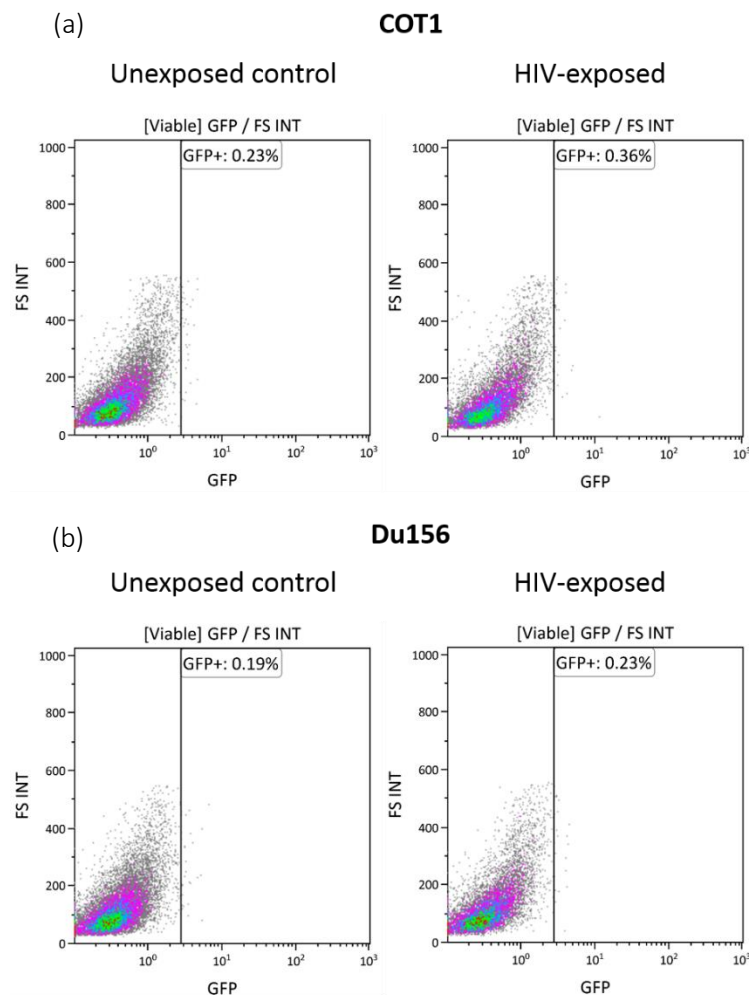 (a)
COT1
Unexposed control
HIV-exposed
[Viable] GFP / FS INT
GFP+: 0.23%
1000
800
600
400
200
0
FS INT
10⁰ 10¹ 10² 10³
GFP
[Viable] GFP / FS INT
GFP+: 0.36%
1000
800
600
400
200
0
FS INT
10⁰ 10¹ 10² 10³
GFP
(b)
Du156
Unexposed control
HIV-exposed
[Viable] GFP / FS INT
GFP+: 0.19%
1000
800
600
400
200
0
FS INT
10⁰ 10¹ 10² 10³
GFP
[Viable] GFP / FS INT
GFP+: 0.23%
1000
800
600
400
200
0
FS INT
10⁰ 10¹ 10² 10³
GFP